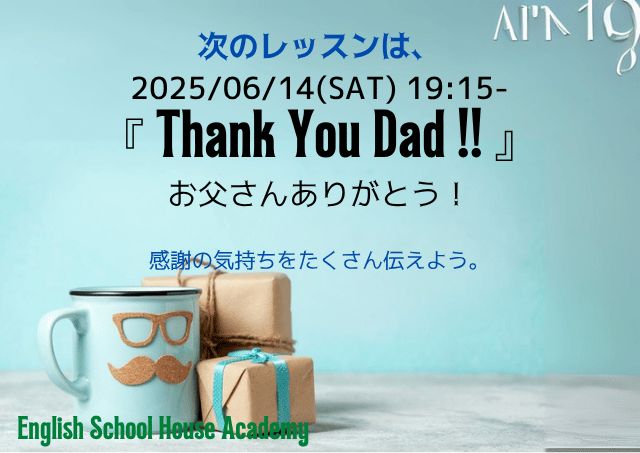 次のレッスンは、
2025/06/14(SAT) 19:15-
『 Thank You Dad !! 』
お父さんありがとう！
感謝の気持ちをたくさん伝えよう。
English School House Academy